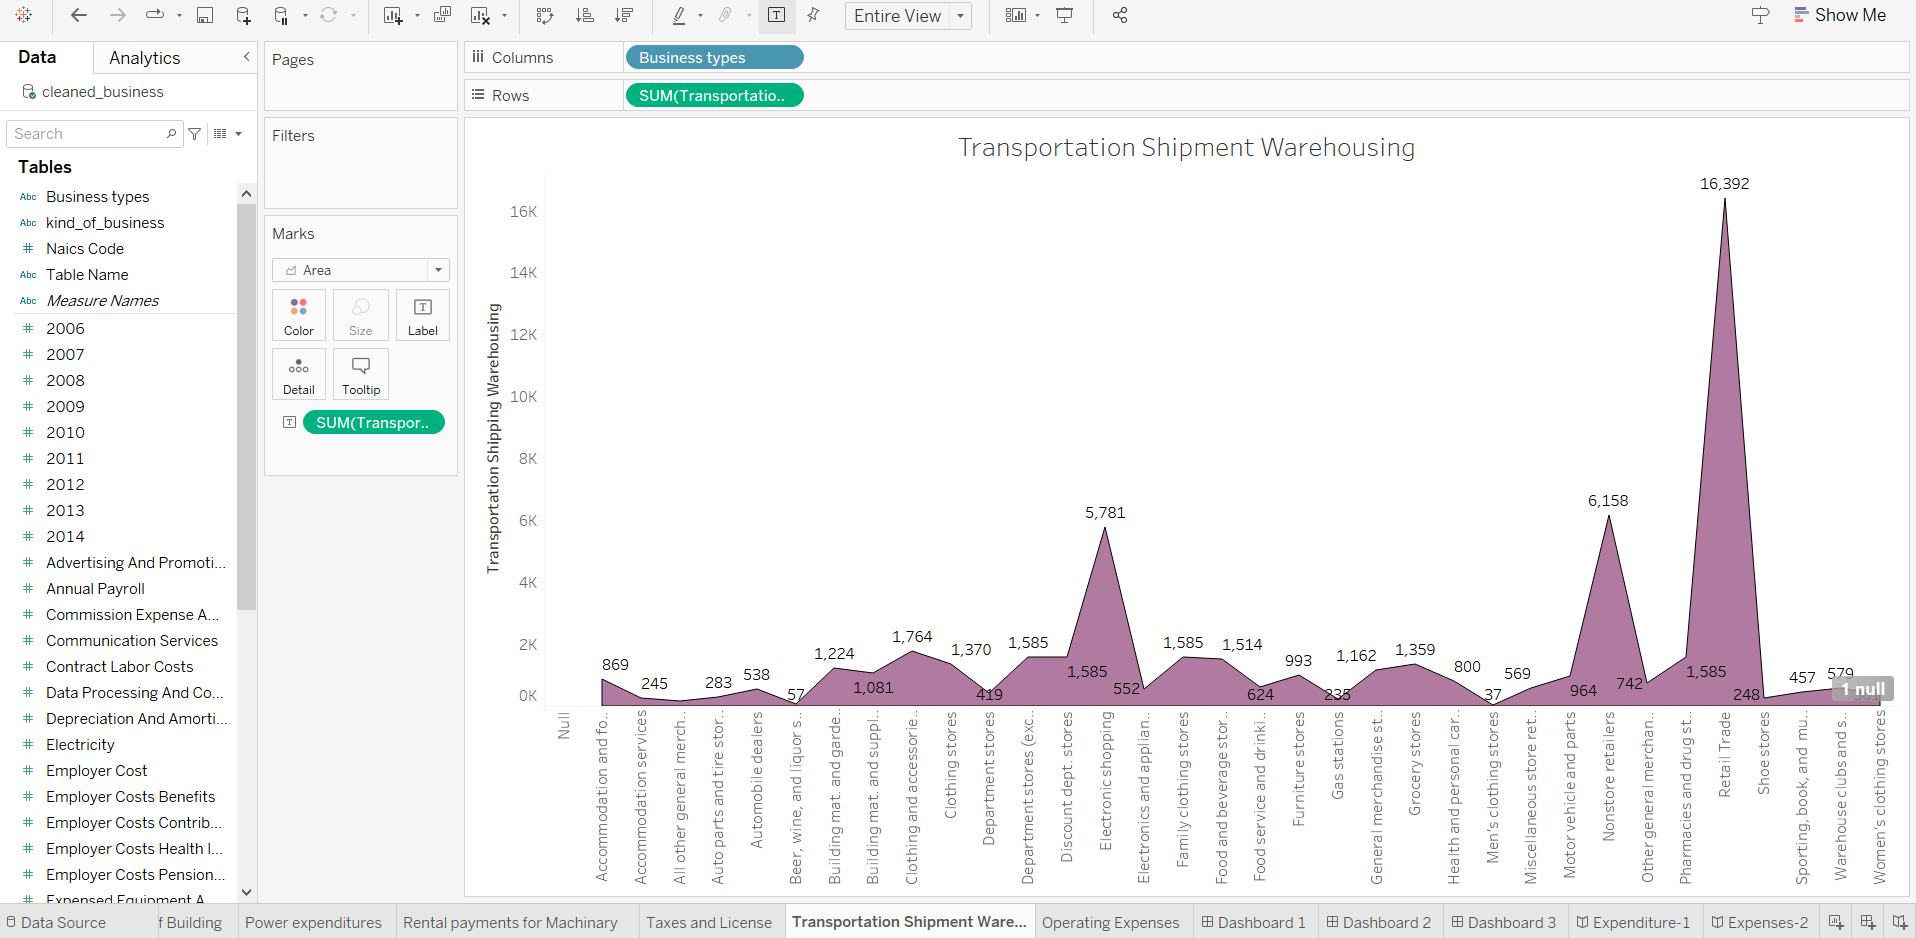 Entire View
Show Me
Data
Analytics
cleaned_business
Search
Tables
Abc Business types
Abc kind_of_business
# Naics Code
Abc Table Name
Abc Measure Names
# 2006
# 2007
# 2008
# 2009
# 2010
# 2011
# 2012
# 2013
# 2014
# Advertising And Promoti...
# Annual Payroll
# Commission Expense A...
# Communication Services
# Contract Labor Costs
# Data Processing And Co...
# Depreciation And Amorti...
# Electricity
# Employer Cost
# Employer Costs Benefits
# Employer Costs Contrib...
# Employer Costs Health I...
# Employer Costs Pension...
Expensed Equipment A
Pages
Filters
Marks
Area
Color
Size
T Label
Detail
Tooltip
T SUM(Transpor..
Columns
Business types
Rows
SUM(Transportatio..
Transportation Shipment Warehousing
Transportation Shipping Warehousing
16K
14K
12K
10K
8K
6K
4K
2K
0K
869
245
283
538
57
1,224
1,081
1,764
1,370
419
1,585
1,585
5,781
552
1,585
1,514
624
993
235
1,162
1,359
800
37
569
964
6,158
742
1,585
16,392
248
457
579
1 null
Null
Accommodation and fo..
Accommodation services
All other general merch..
Auto parts and tire stor..
Automobile dealers
Beer, wine, and liquor s..
Building mat. and garde..
Building mat. and suppl..
Clothing and accessorie..
Clothing stores
Department stores
Department stores (exc..
Discount dept. stores
Electronic shopping
Electronics and applian..
Family clothing stores
Food and beverage stor..
Food service and drinki..
Furniture stores
Gas stations
General merchandise st..
Grocery stores
Health and personal car..
Men's clothing stores
Miscellaneous store ret..
Motor vehicle and parts
Nonstore retailers
Other general merchan..
Pharmacies and drug st..
Retail Trade
Shoe stores
Sporting, book, and mu..
Warehouse clubs and s..
Women's clothing stores
Data Source
f Building
Power expenditures
Rental payments for Machinary
Taxes and License
Transportation Shipment Ware...
Operating Expenses
Dashboard 1
Dashboard 2
Dashboard 3
Expenditure-1
Expenses-2